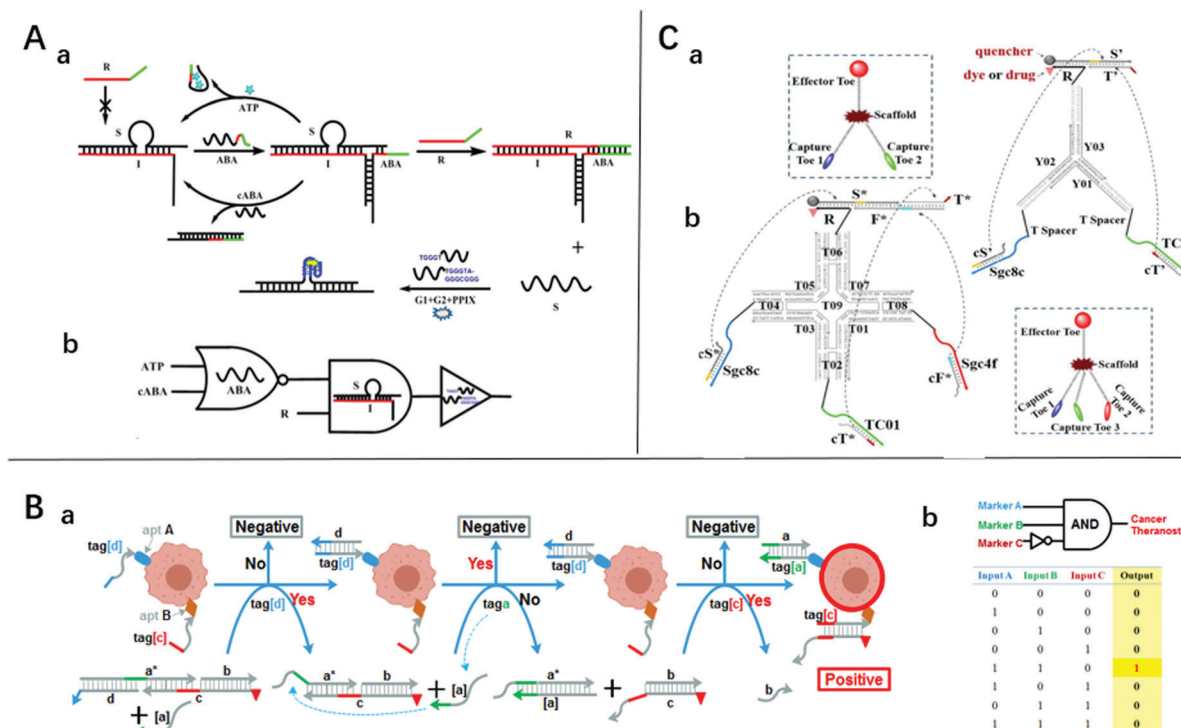 A
a
R
ATP
S
I
ABA
S
I
ABA
R
R
I
ABA
cABA
+
S
TGGGT
TGGGTA-
GGGCGGG
G1+G2+PPIX
b
ATP
cABA
ABA
R
S
I
C
a
Effector Toe
Scaffold
Capture
Toe 1
Capture
Toe 2
quencher
dye or drug
S'
T'
R
Y03
Y02
Y01
T Spacer
T Spacer
cS'
Sgc8c
TC
cT'
b
S*
T*
R
F*
T06
T05
T07
T04
T09
T08
T03
T01
T02
cS*
Sgc8c
Sgc4f
cF*
TC01
cT*
Effector Toe
Scaffold
Capture
Toe 1
Capture
Toe 2
Capture Toe 3
B
a
apt A
tag[d]
apt B
tag[c]
Negative
No
tag[d]
Yes
d
tag[d]
Negative
Yes
tag a
No
d
tag[d]
Negative
No
tag[c]
Yes
a
tag[a]
tag[c]
Positive
a* b
d c
+ [a]
a* b
c
+ [a]
a*
[a]
+
b
c
b
b
Marker A
Marker B
Marker C
AND
Cancer
Theranost
Input A Input B Input C Output
0 0 0 0
1 0 0 0
0 1 0 0
0 0 1 0
1 1 0 1
1 0 1 0
0 1 1 0
1 1 1 0